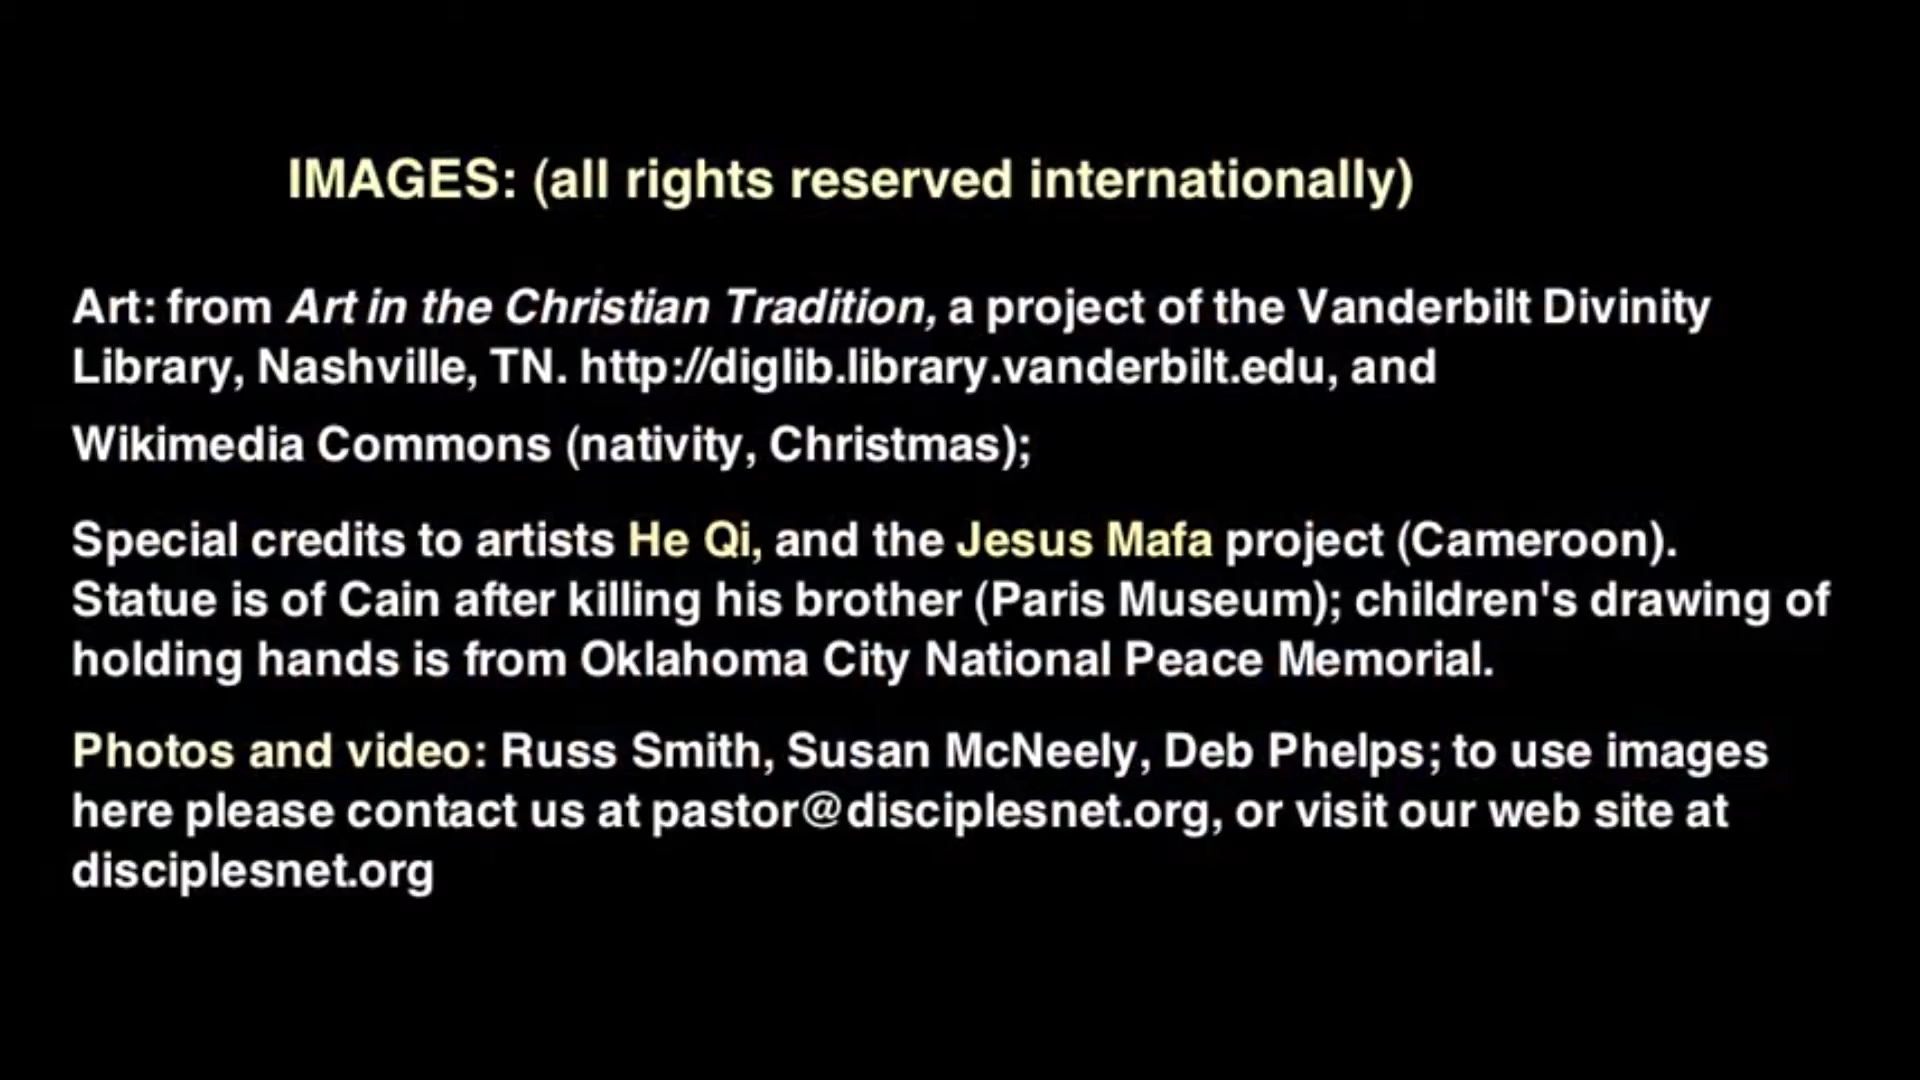 IMAGES: (all rights reserved internationally)
Art: from Art in the Christian Tradition, a project of the Vanderbilt Divinity
Library, Nashville, TN. http://diglib.library.vanderbilt.edu, and
Wikimedia Commons (nativity, Christmas);
Special credits to artists He Qi, and the Jesus Mafa project (Cameroon).
Statue is of Cain after killing his brother (Paris Museum); children's drawing of
holding hands is from Oklahoma City National Peace Memorial.
Photos and video: Russ Smith, Susan McNeely, Deb Phelps; to use images
here please contact us at pastor@disciplesnet.org, or visit our web site at
disciplesnet.org